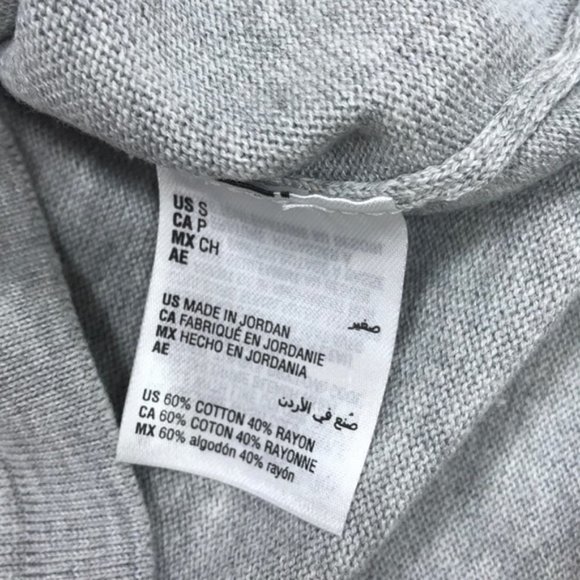 US S
CA P
MX CH
AE
صغير
US MADE IN JORDAN
CA FABRIQUÉ EN JORDANIE
MX HECHO EN JORDANIA
AE
صُنع في الأردن
US 60% COTTON 40% RAYON
CA 60% COTON 40% RAYONNE
MX 60% algodón 40% rayón